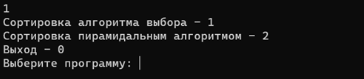 1
Сортировка алгоритма выбора - 1
Сортировка пирамидальным алгоритмом - 2
Выход - 0
Выберите программу: